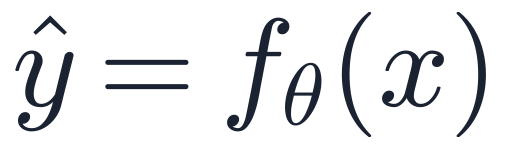 ŷ = f_θ(x)